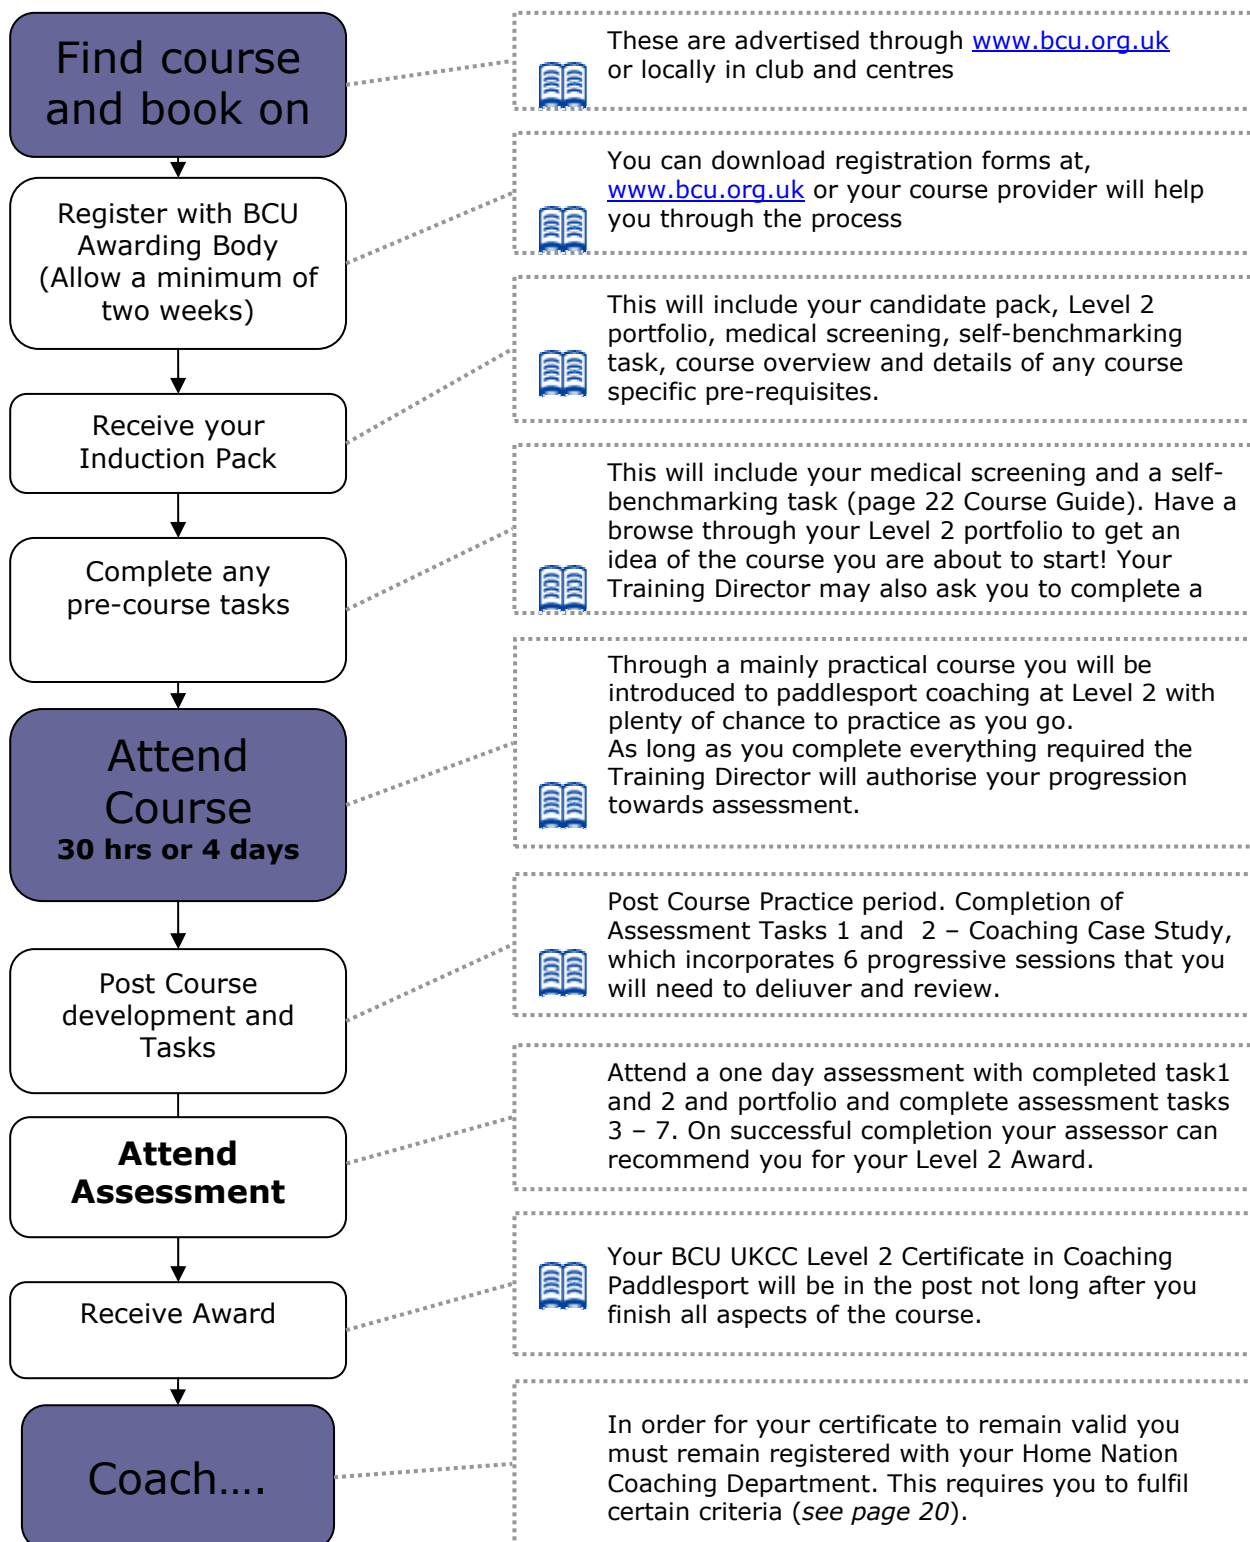 Find course
and book on
These are advertised through www.bcu.org.uk
or locally in club and centres
Register with BCU
Awarding Body
(Allow a minimum of
two weeks)
You can download registration forms at,
www.bcu.org.uk or your course provider will help
you through the process
Receive your
Induction Pack
This will include your candidate pack, Level 2
portfolio, medical screening, self-benchmarking
task, course overview and details of any course
specific pre-requisites.
Complete any
pre-course tasks
This will include your medical screening and a self-
benchmarking task (page 22 Course Guide). Have a
browse through your Level 2 portfolio to get an
idea of the course you are about to start! Your
Training Director may also ask you to complete a
Attend
Course
30 hrs or 4 days
Through a mainly practical course you will be
introduced to paddlesport coaching at Level 2 with
plenty of chance to practice as you go.
As long as you complete everything required the
Training Director will authorise your progression
towards assessment.
Post Course
development and
Tasks
Post Course Practice period. Completion of
Assessment Tasks 1 and  2 – Coaching Case Study,
which incorporates 6 progressive sessions that you
will need to deliuver and review.
Attend
Assessment
Attend a one day assessment with completed task1
and 2 and portfolio and complete assessment tasks
3 – 7. On successful completion your assessor can
recommend you for your Level 2 Award.
Receive Award
Your BCU UKCC Level 2 Certificate in Coaching
Paddlesport will be in the post not long after you
finish all aspects of the course.
Coach....
In order for your certificate to remain valid you
must remain registered with your Home Nation
Coaching Department. This requires you to fulfil
certain criteria (see page 20).